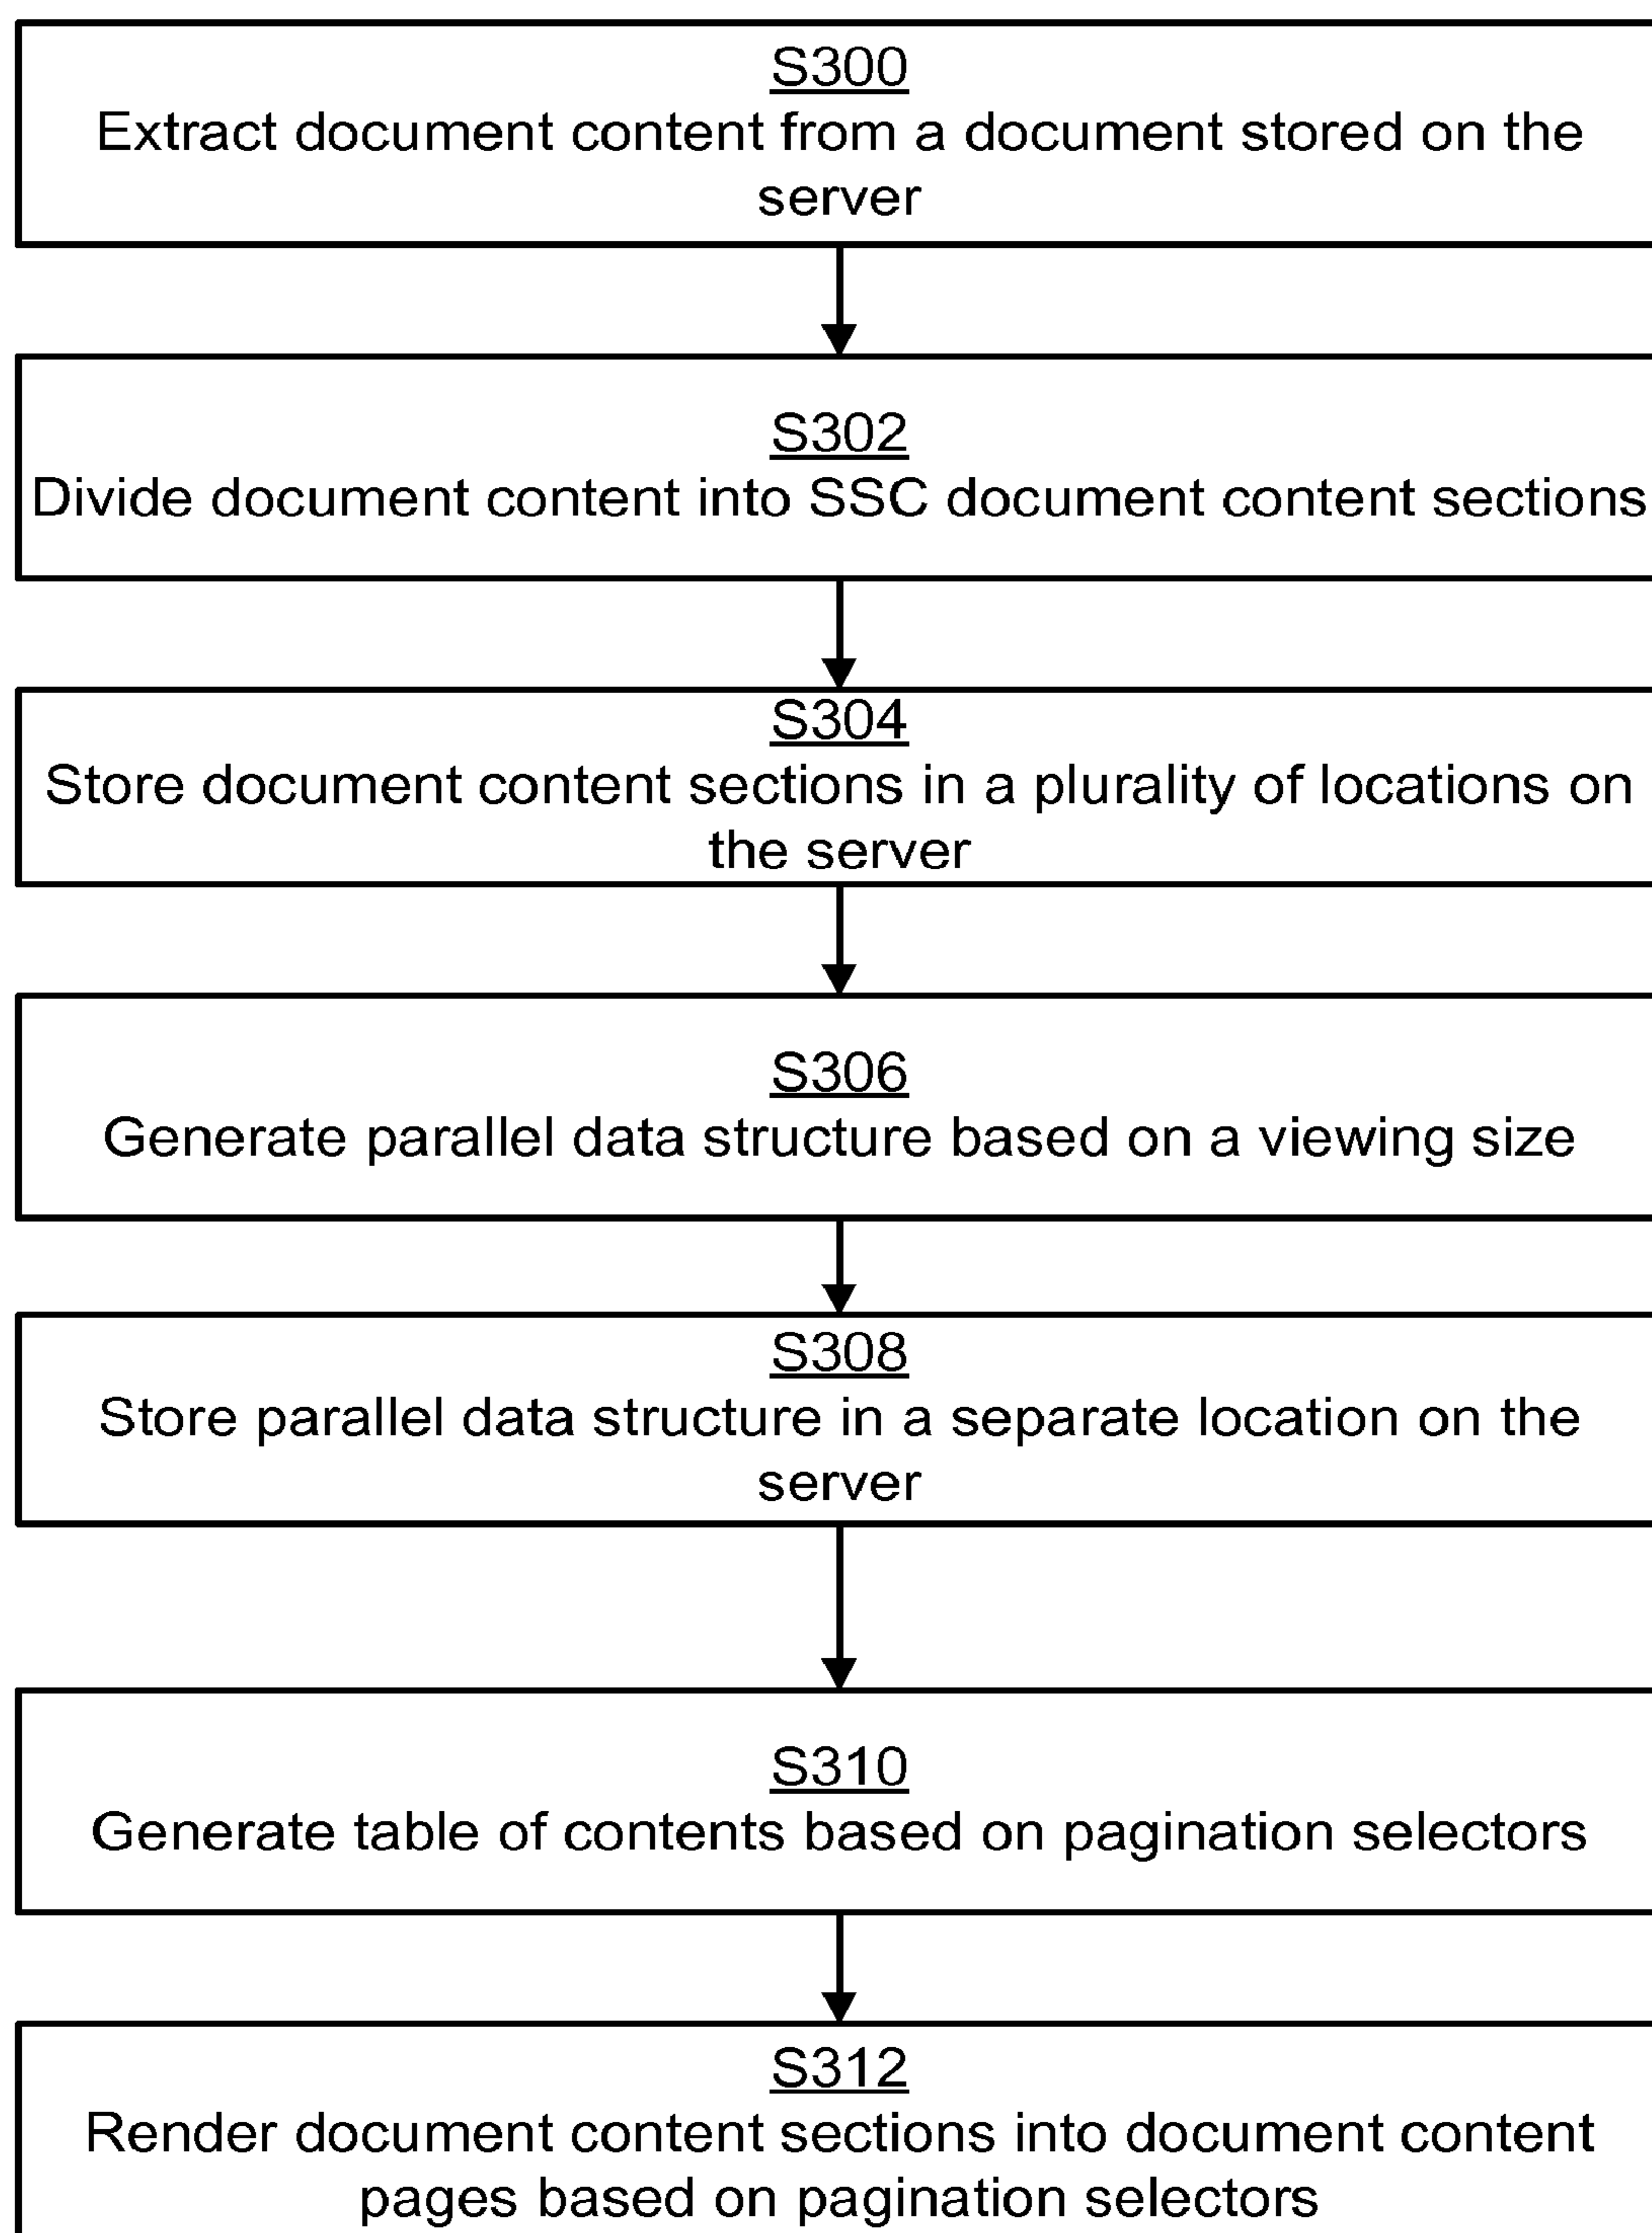 S300
Extract document content from a document stored on the
server
S302
Divide document content into SSC document content sections
S304
Store document content sections in a plurality of locations on
the server
S306
Generate parallel data structure based on a viewing size
S308
Store parallel data structure in a separate location on the
server
S310
Generate table of contents based on pagination selectors
S312
Render document content sections into document content
pages based on pagination selectors